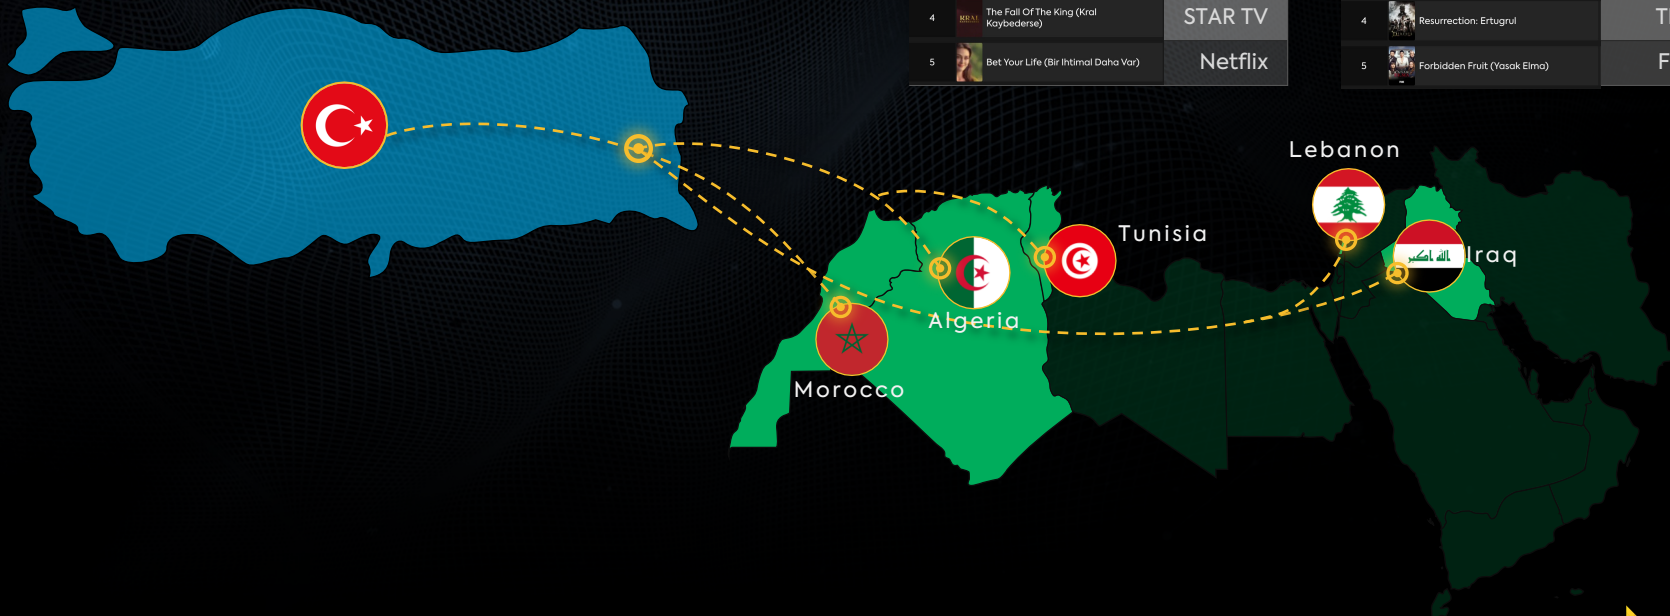 4
The Fall Of The King (Kral
Kaybederse)
STAR TV
5
Bet Your Life (Bir Ihtimal Daha Var)
Netflix
4
Resurrection: Ertugrul
T
5
Forbidden Fruit (Yasak Elma)
F
Lebanon
Tunisia
Iraq
الله اكبر
Algeria
Morocco